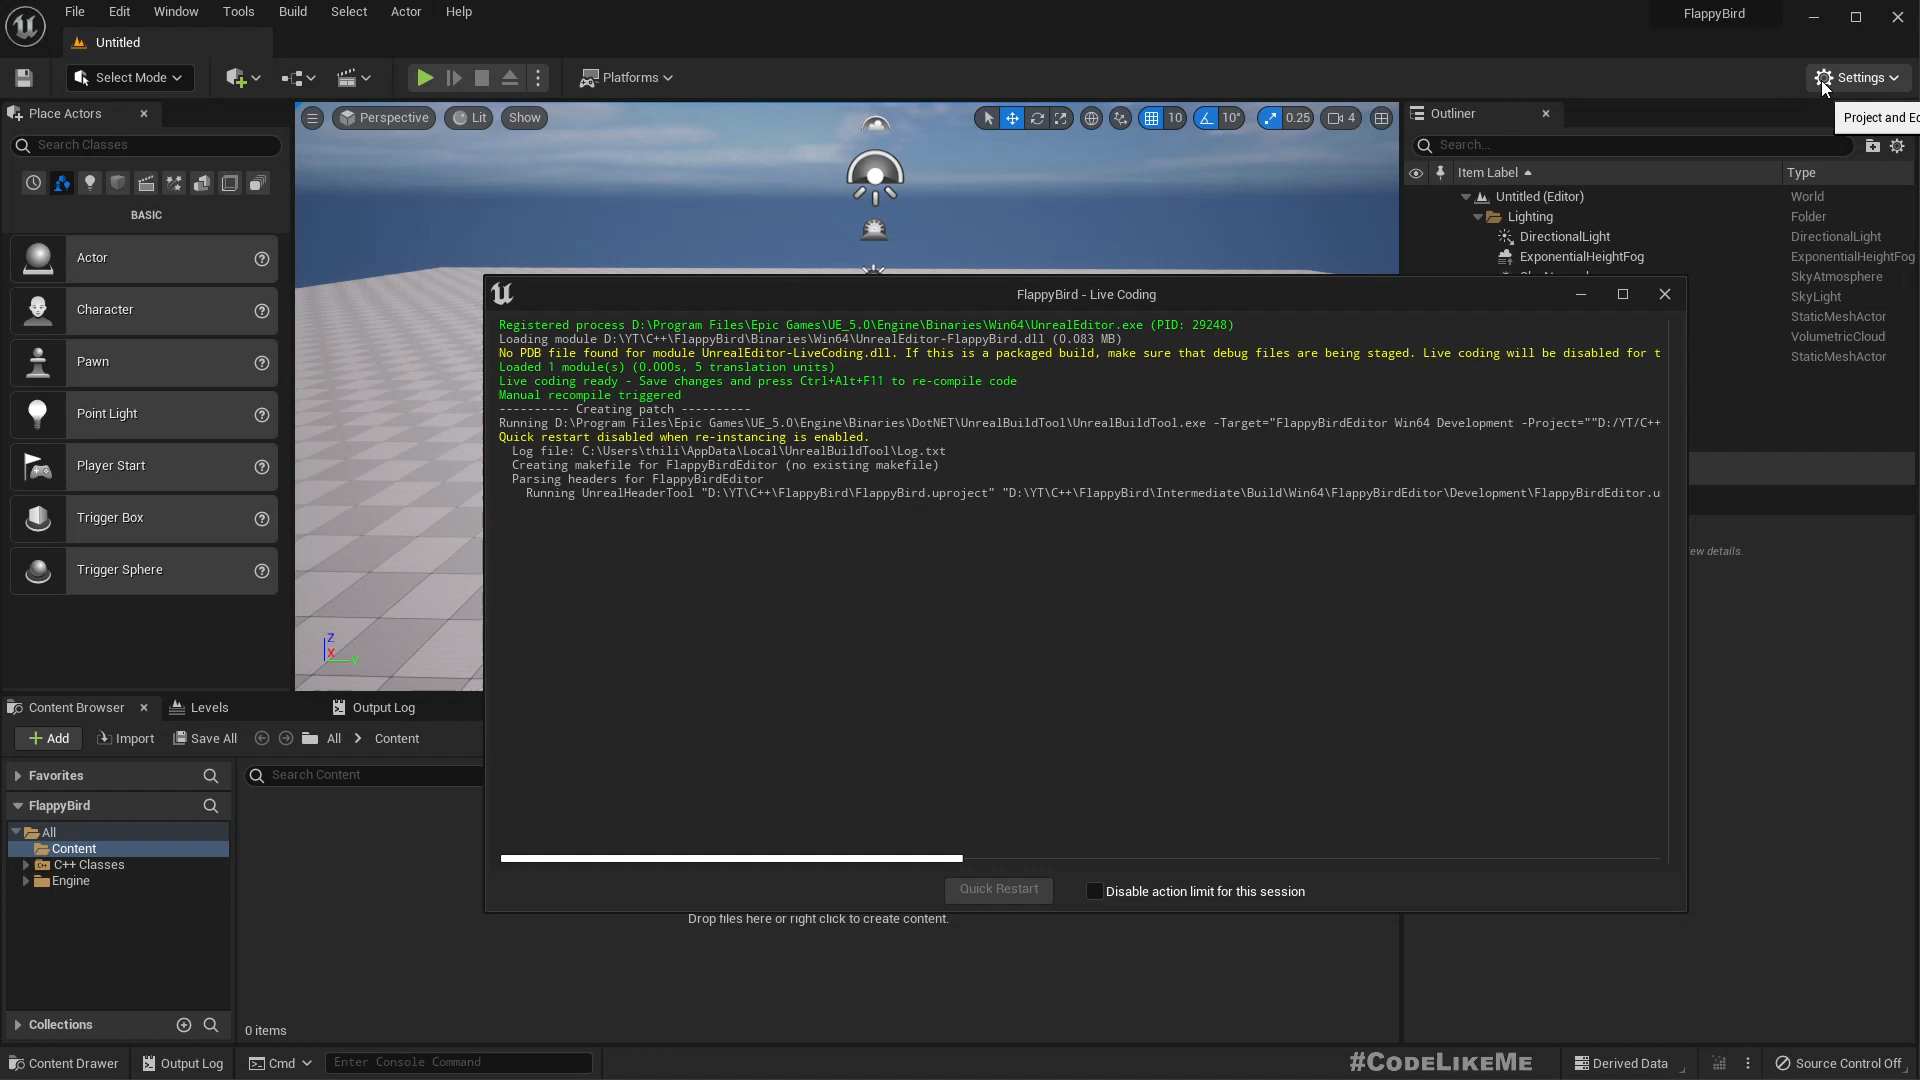 File Edit Window Tools Build Select Actor Help
FlappyBird
Untitled
Select Mode
Platforms
Settings
Project and Ed
Place Actors
Search Classes
BASIC
Actor
Character
Pawn
Point Light
Player Start
Trigger Box
Trigger Sphere
Perspective Lit Show
10 10° 0.25 4
Z
X
Y
Outliner
Search...
Item Label Type
Untitled (Editor) World
Lighting Folder
DirectionalLight DirectionalLight
ExponentialHeightFog ExponentialHeightFog
SkyAtmosphere
SkyLight
StaticMeshActor
VolumetricCloud
StaticMeshActor
ew details.
FlappyBird - Live Coding
Registered process D:\Program Files\Epic Games\UE_5.0\Engine\Binaries\Win64\UnrealEditor.exe (PID: 29248)
Loading module D:\YT\C++\FlappyBird\Binaries\Win64\UnrealEditor-FlappyBird.dll (0.083 MB)
No PDB file found for module UnrealEditor-LiveCoding.dll. If this is a packaged build, make sure that debug files are being staged. Live coding will be disabled for t
Loaded 1 module(s) (0.000s, 5 translation units)
Live coding ready - Save changes and press Ctrl+Alt+F11 to re-compile code
Manual recompile triggered
---------- Creating patch ----------
Running D:\Program Files\Epic Games\UE_5.0\Engine\Binaries\DotNET\UnrealBuildTool\UnrealBuildTool.exe -Target="FlappyBirdEditor Win64 Development -Project=""D:/YT/C++
Quick restart disabled when re-instancing is enabled.
Log file: C:\Users\thili\AppData\Local\UnrealBuildTool\Log.txt
Creating makefile for FlappyBirdEditor (no existing makefile)
Parsing headers for FlappyBirdEditor
Running UnrealHeaderTool "D:\YT\C++\FlappyBird\FlappyBird.uproject" "D:\YT\C++\FlappyBird\Intermediate\Build\Win64\FlappyBirdEditor\Development\FlappyBirdEditor.u
Quick Restart
Disable action limit for this session
Content Browser Levels Output Log
Add Import Save All All Content
Favorites
Search Content
FlappyBird
All
Content
C++ Classes
Engine
Drop files here or right click to create content.
Collections
0 items
Content Drawer Output Log Cmd Enter Console Command
#CodeLikeMe
Derived Data
Source Control Off